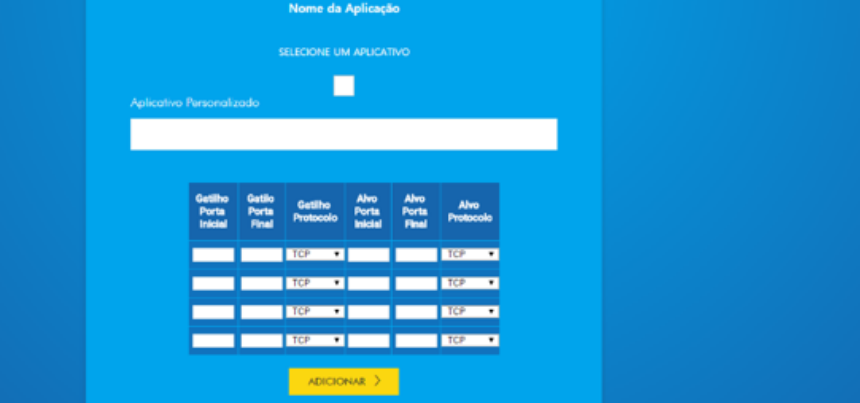 Nome da Aplicação
SELECIONE UM APLICATIVO
Aplicativo Personalizado
Gatilho Porta Inicial Gatilo Porta Final Gatilho Protocolo Alvo Porta Inicial Alvo Porta Final Alvo Protocolo
TCP TCP
TCP TCP
TCP TCP
TCP TCP
ADICIONAR